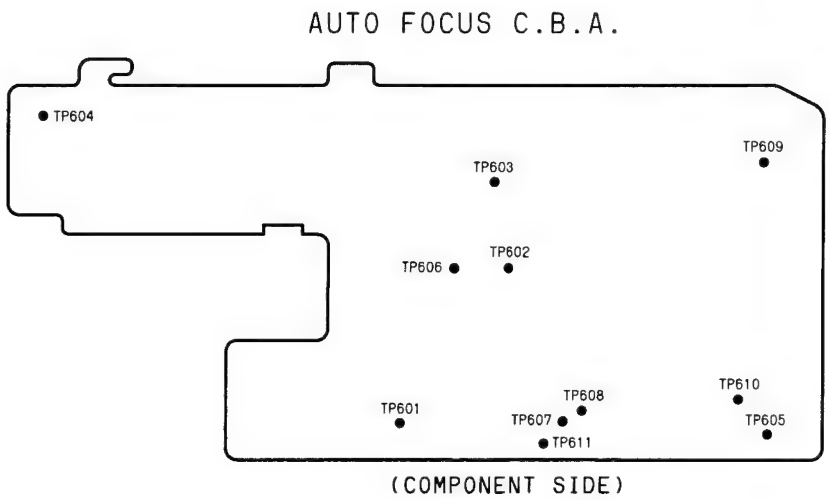 AUTO FOCUS C.B.A.
TP604
TP609
TP603
TP602
TP606
TP610
TP608
TP601
TP607
TP605
TP611
(COMPONENT SIDE)